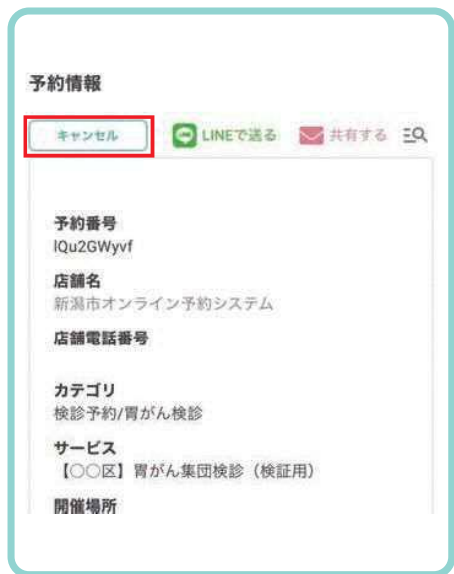 予約情報
キャンセル LINEで送る 共有する
予約番号
lQu2GWyvf
店舗名
新潟市オンライン予約システム
店舗電話番号
カテゴリ
検診予約/胃がん検診
サービス
【○○区】胃がん集団検診（検証用）
開催場所